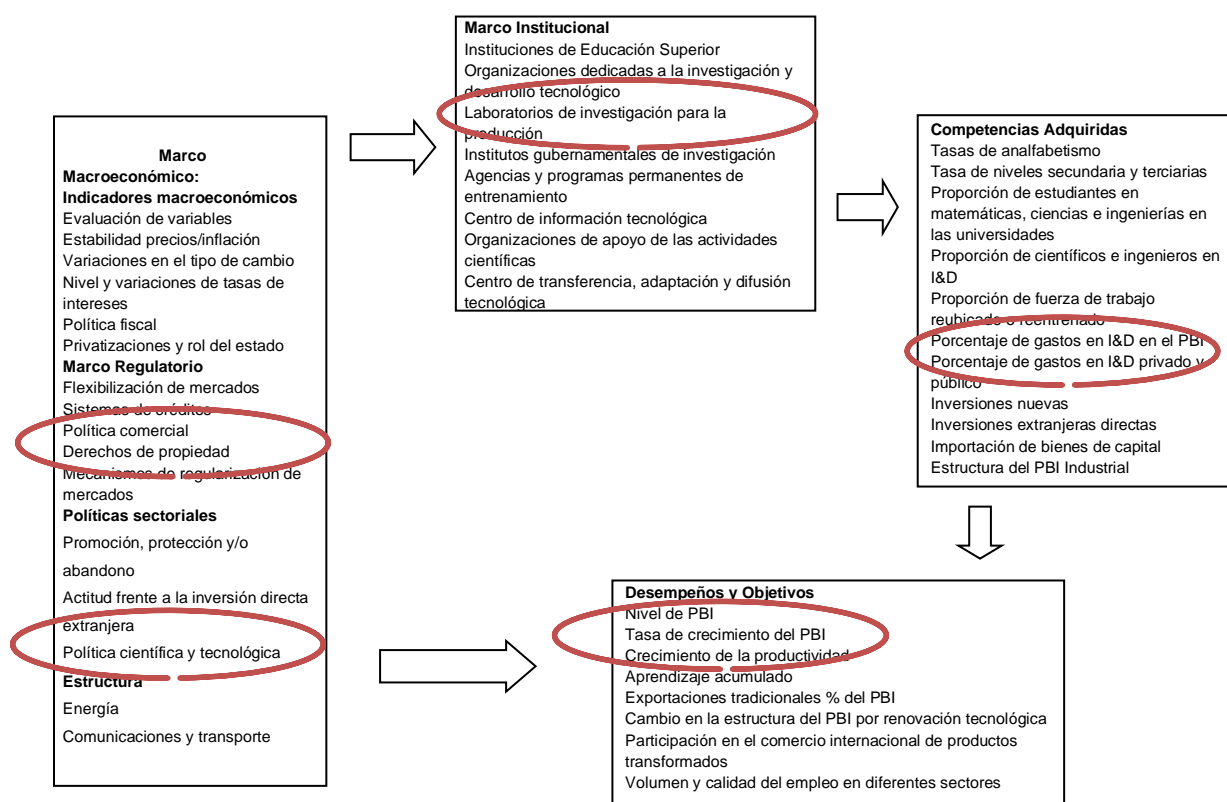 Marco Institucional
Instituciones de Educación Superior
Organizaciones dedicadas a la investigación y
desarrollo tecnológico
Laboratorios de investigación para la
producción
Institutos gubernamentales de investigación
Agencias y programas permanentes de
entrenamiento
Centro de información tecnológica
Organizaciones de apoyo de las actividades
científicas
Centro de transferencia, adaptación y difusión
tecnológica
Marco
Macroeconómico:
Indicadores macroeconómicos
Evaluación de variables
Estabilidad precios/inflación
Variaciones en el tipo de cambio
Nivel y variaciones de tasas de
intereses
Política fiscal
Privatizaciones y rol del estado
Marco Regulatorio
Flexibilización de mercados
Sistemas de créditos
Política comercial
Derechos de propiedad
Mecanismos de regularización de
mercados
Políticas sectoriales
Promoción, protección y/o
abandono
Actitud frente a la inversión directa
extranjera
Política científica y tecnológica
Estructura
Energía
Comunicaciones y transporte
Competencias Adquiridas
Tasas de analfabetismo
Tasa de niveles secundaria y terciarias
Proporción de estudiantes en
matemáticas, ciencias e ingenierías en
las universidades
Proporción de científicos e ingenieros en
I&D
Proporción de fuerza de trabajo
reubicado o reentrenado
Porcentaje de gastos en I&D en el PBI
Porcentaje de gastos en I&D privado y
público
Inversiones nuevas
Inversiones extranjeras directas
Importación de bienes de capital
Estructura del PBI Industrial
Desempeños y Objetivos
Nivel de PBI
Tasa de crecimiento del PBI
Crecimiento de la productividad
Aprendizaje acumulado
Exportaciones tradicionales % del PBI
Cambio en la estructura del PBI por renovación tecnológica
Participación en el comercio internacional de productos
transformados
Volumen y calidad del empleo en diferentes sectores